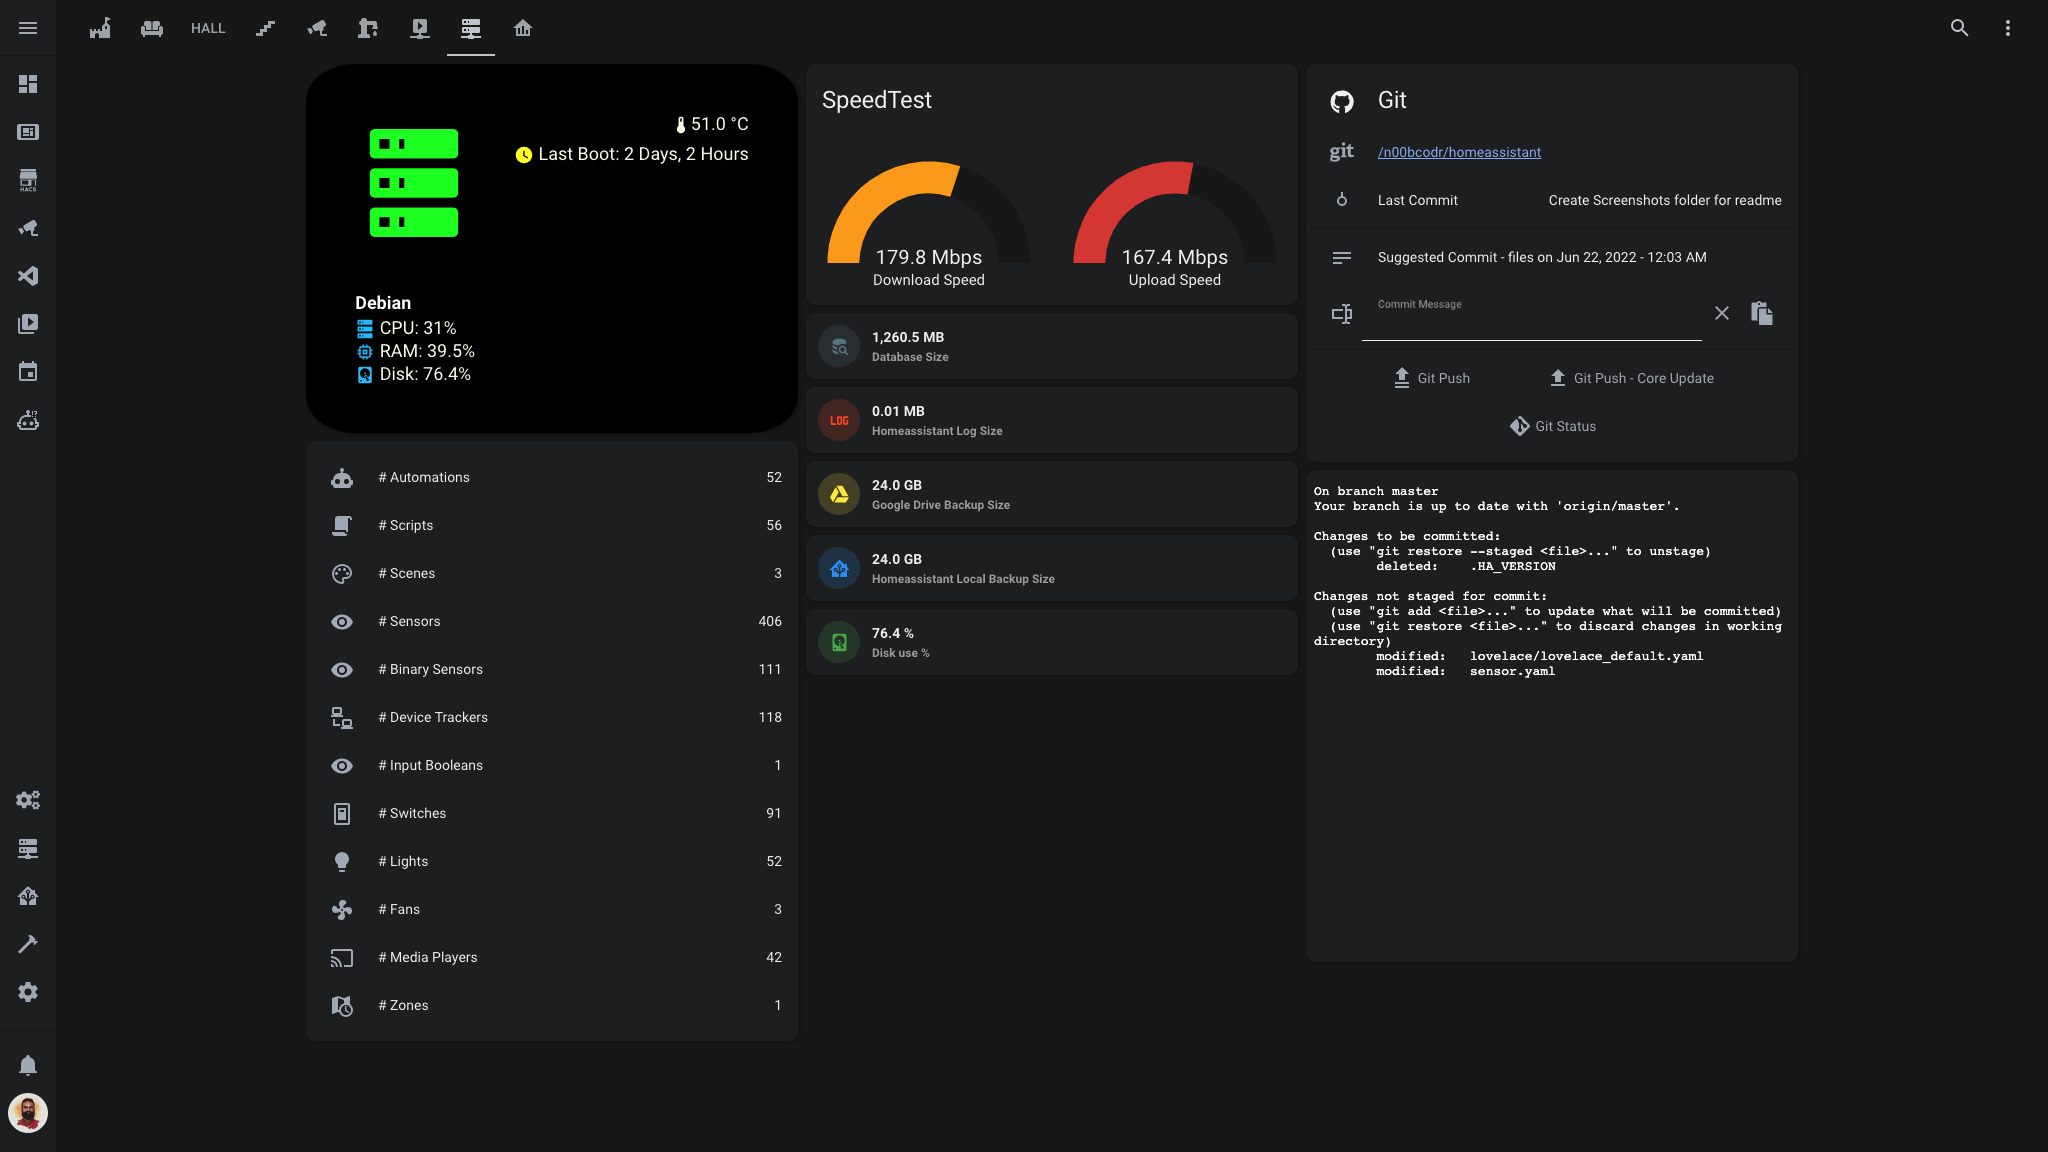 HALL
HACS
51.0 °C
Last Boot: 2 Days, 2 Hours
Debian
CPU: 31%
RAM: 39.5%
Disk: 76.4%
# Automations 52
# Scripts 56
# Scenes 3
# Sensors 406
# Binary Sensors 111
# Device Trackers 118
# Input Booleans 1
# Switches 91
# Lights 52
# Fans 3
# Media Players 42
# Zones 1
SpeedTest
179.8 Mbps
Download Speed
167.4 Mbps
Upload Speed
1,260.5 MB
Database Size
LOG
0.01 MB
Homeassistant Log Size
24.0 GB
Google Drive Backup Size
24.0 GB
Homeassistant Local Backup Size
76.4 %
Disk use %
Git
git /n00bcodr/homeassistant
Last Commit Create Screenshots folder for readme
Suggested Commit - files on Jun 22, 2022 - 12:03 AM
Commit Message
Git Push Git Push - Core Update
Git Status
On branch master
Your branch is up to date with 'origin/master'.
Changes to be committed:
(use "git restore --staged <file>..." to unstage)
deleted: .HA_VERSION
Changes not staged for commit:
(use "git add <file>..." to update what will be committed)
(use "git restore <file>..." to discard changes in working
directory)
modified: lovelace/lovelace_default.yaml
modified: sensor.yaml